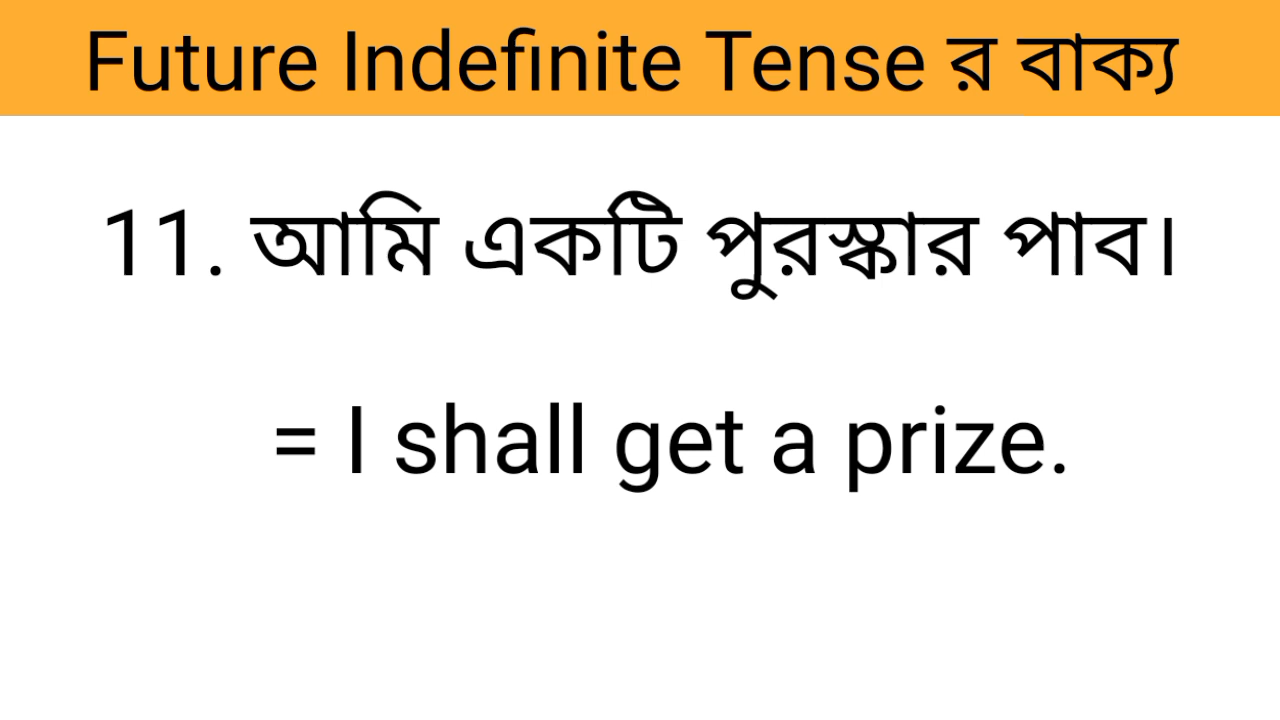 Future Indefinite Tense র বাক্য
11. আমি একটি পুরস্কার পাব।
= I shall get a prize.